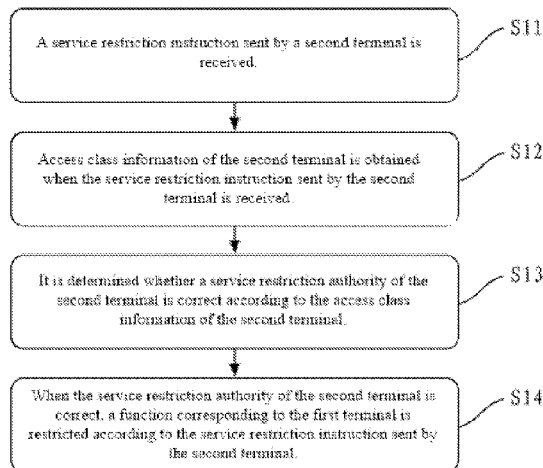 A service restriction instruction sent by a second terminal is
received.
S11
Access class information of the second terminal is obtained
when the service restriction instruction sent by the second
terminal is received.
S12
It is determined whether a service restriction authority of the
second terminal is correct according to the access class
information of the second terminal.
S13
When the service restriction authority of the second terminal is
correct, a function corresponding to the first terminal is
restricted according to the service restriction instruction sent by
the second terminal.
S14